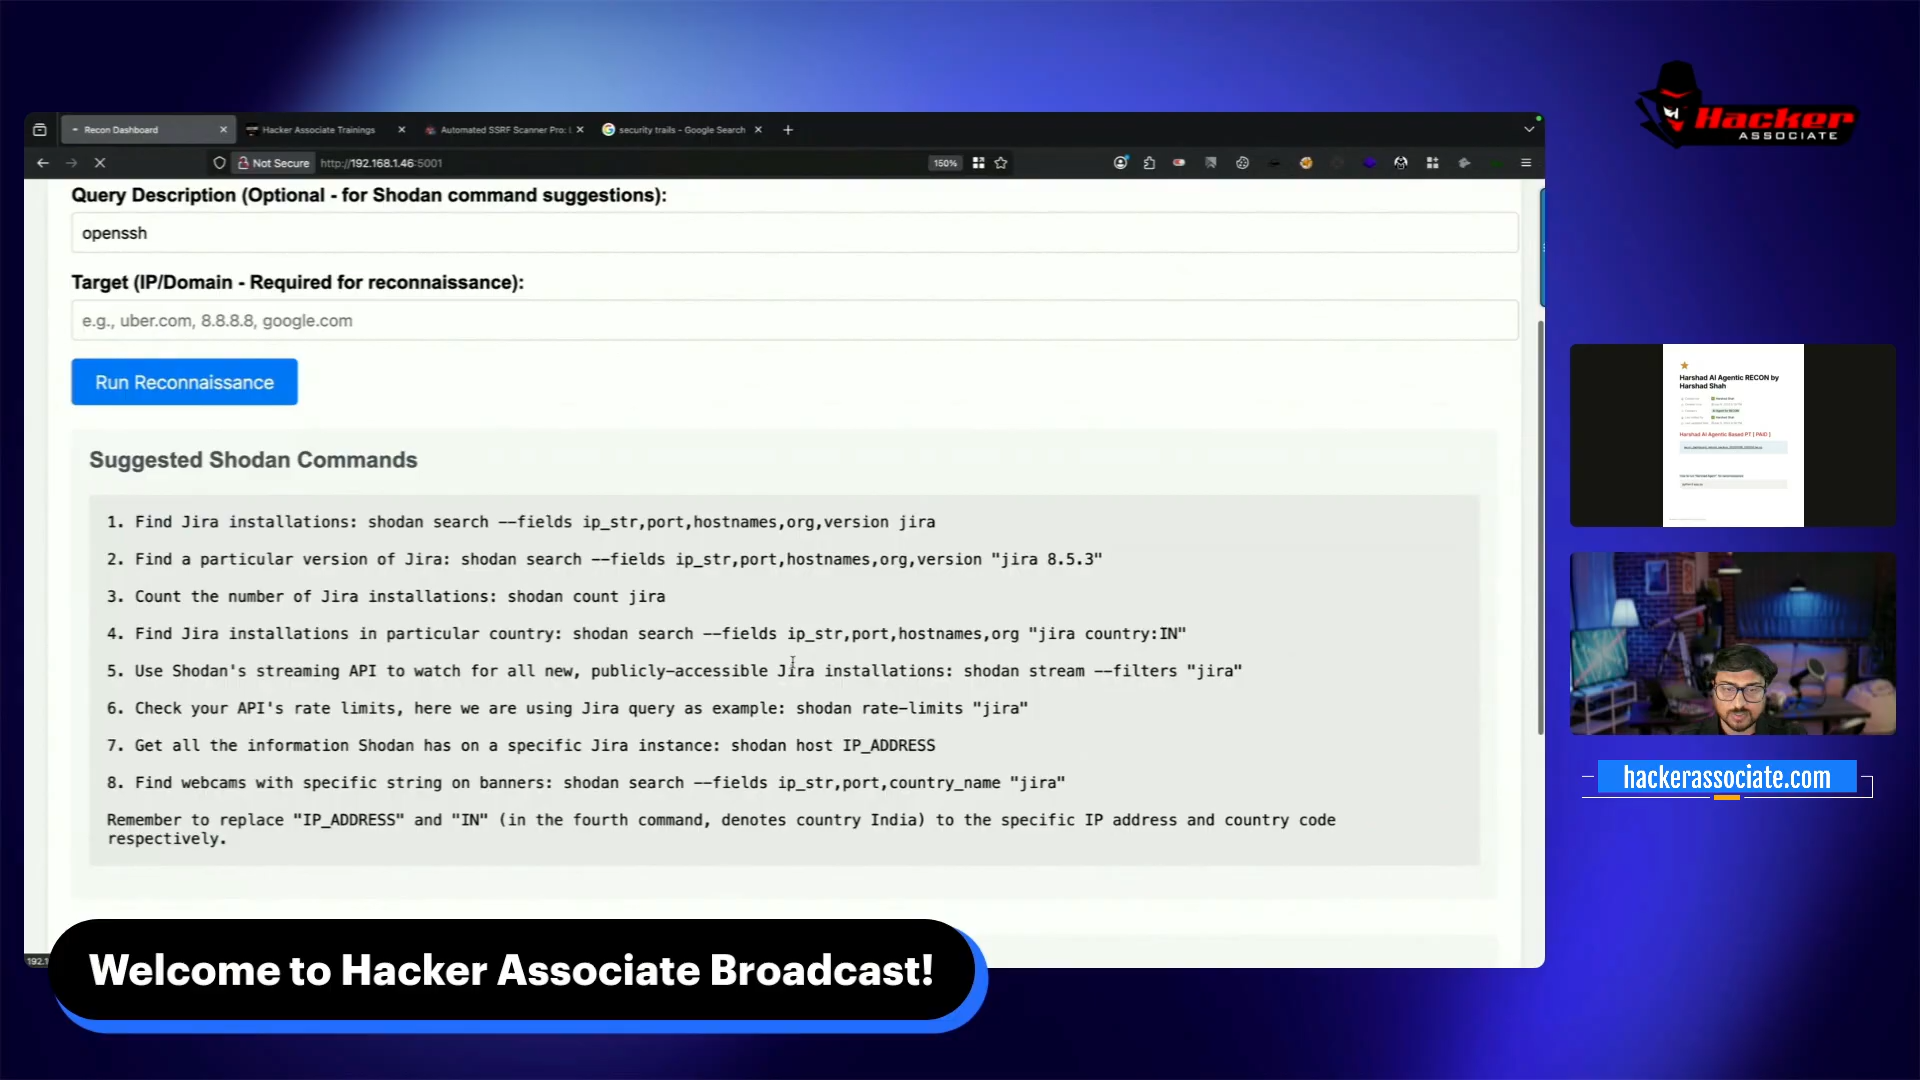 Hacker
ASSOCIATE
Recon Dashboard
Hacker Associate Trainings
Automated SSRF Scanner Pro:
security trails - Google Search
Not Secure
http://192.168.1.46:5001
150%
Query Description (Optional - for Shodan command suggestions):
openssh
Target (IP/Domain - Required for reconnaissance):
e.g., uber.com, 8.8.8.8, google.com
Run Reconnaissance
Suggested Shodan Commands
1. Find Jira installations: shodan search --fields ip_str,port,hostnames,org,version jira
2. Find a particular version of Jira: shodan search --fields ip_str,port,hostnames,org,version "jira 8.5.3"
3. Count the number of Jira installations: shodan count jira
4. Find Jira installations in particular country: shodan search --fields ip_str,port,hostnames,org "jira country:IN"
5. Use Shodan's streaming API to watch for all new, publicly-accessible Jira installations: shodan stream --filters "jira"
6. Check your API's rate limits, here we are using Jira query as example: shodan rate-limits "jira"
7. Get all the information Shodan has on a specific Jira instance: shodan host IP_ADDRESS
8. Find webcams with specific string on banners: shodan search --fields ip_str,port,country_name "jira"
Remember to replace "IP_ADDRESS" and "IN" (in the fourth command, denotes country India) to the specific IP address and country code
respectively.
192.1
Welcome to Hacker Associate Broadcast!
Harshad AI Agentic RECON by
Harshad Shah
Harshad AI Agentic Based PT [ PAID ]
hackerassociate.com